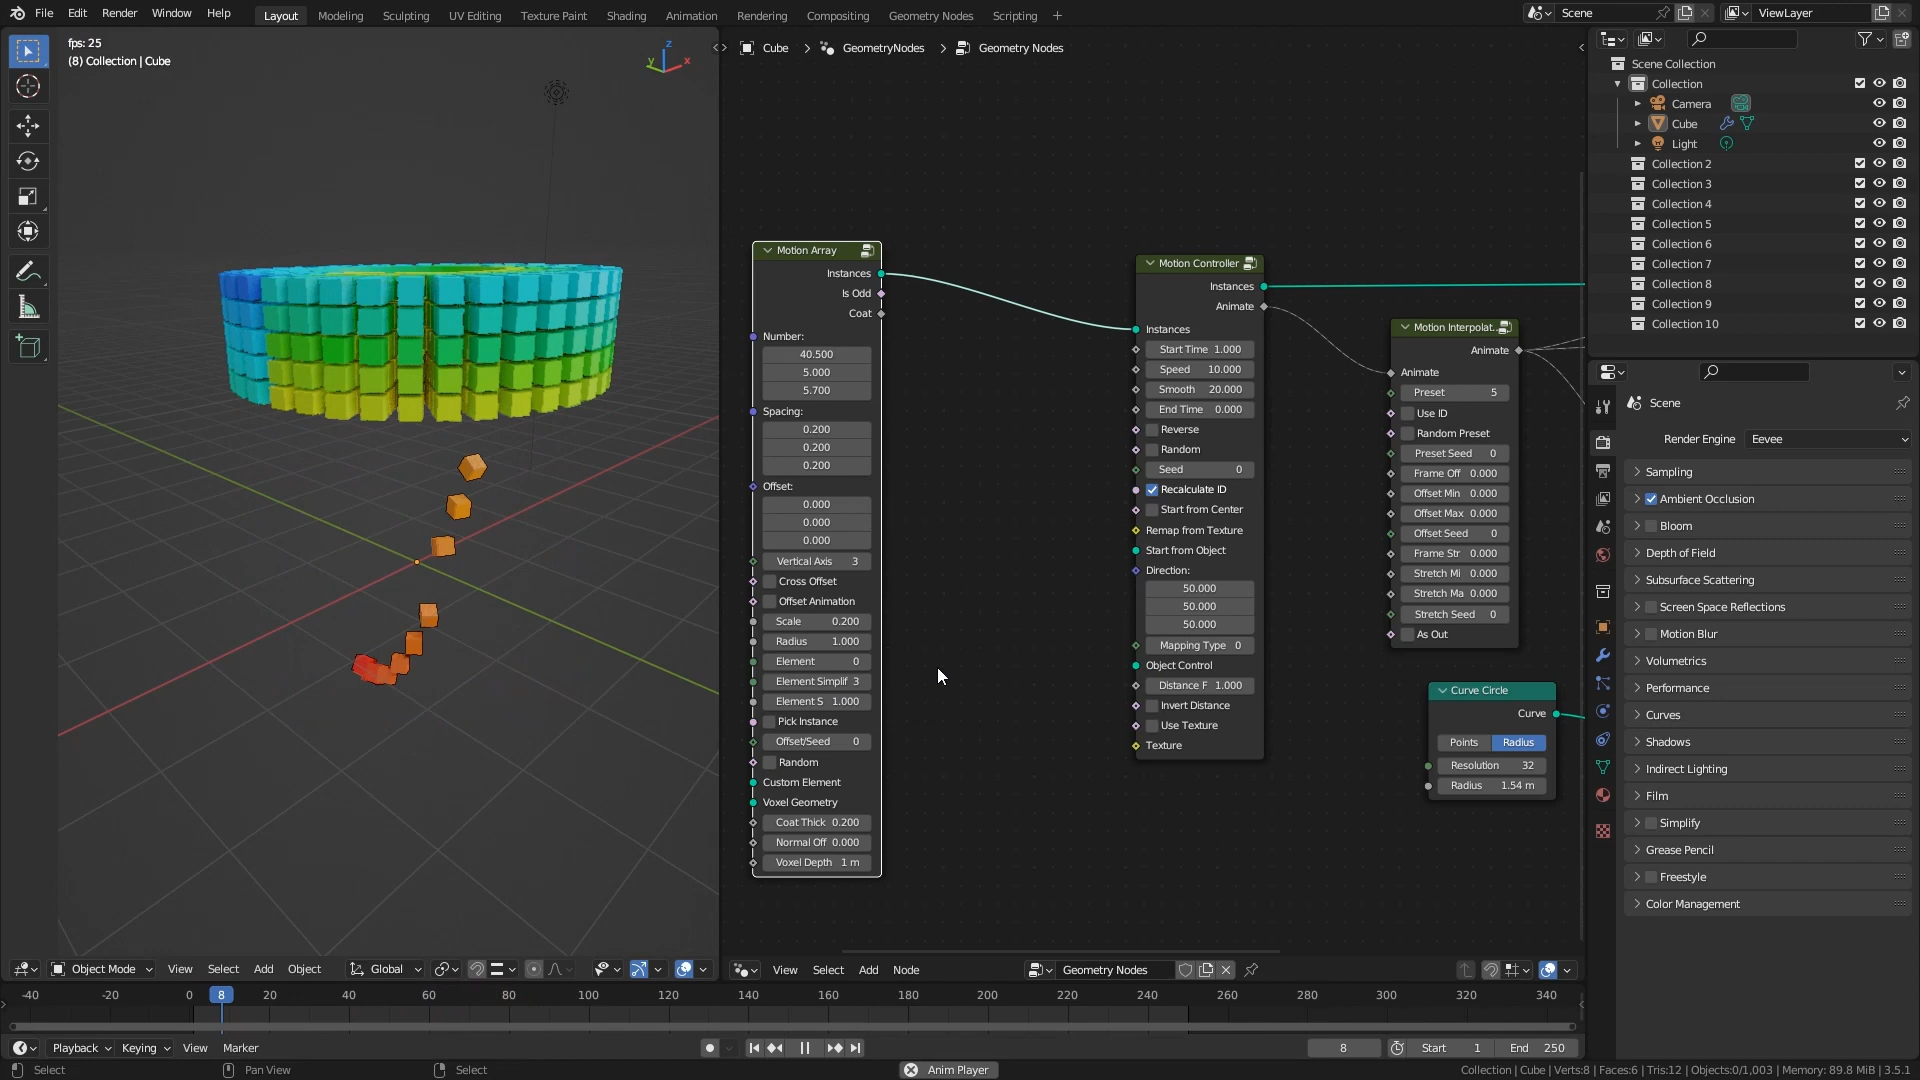 File Edit Render Window Help Layout Modeling Sculpting UV Editing Texture Paint Shading Animation Rendering Compositing Geometry Nodes Scripting + Scene ViewLayer
fps: 25
(8) Collection | Cube
z
y
x
Cube > GeometryNodes > Geometry Nodes
Motion Array
Instances
Is Odd
Coat
Number:
40.500
5.000
5.700
Spacing:
0.200
0.200
0.200
Offset:
0.000
0.000
0.000
Vertical Axis 3
Cross Offset
Offset Animation
Scale 0.200
Radius 1.000
Element 0
Element Simplif 3
Element S 1.000
Pick Instance
Offset/Seed 0
Random
Custom Element
Voxel Geometry
Coat Thick 0.200
Normal Off 0.000
Voxel Depth 1 m
Motion Controller
Instances
Animate
Instances
Start Time 1.000
Speed 10.000
Smooth 20.000
End Time 0.000
Reverse
Random
Seed 0
Recalculate ID
Start from Center
Remap from Texture
Start from Object
Direction:
50.000
50.000
50.000
Mapping Type 0
Object Control
Distance F 1.000
Invert Distance
Use Texture
Texture
Motion Interpolat..
Animate
Animate
Preset 5
Use ID
Random Preset
Preset Seed 0
Frame Off 0.000
Offset Min 0.000
Offset Max 0.000
Offset Seed 0
Frame Str 0.000
Stretch Mi 0.000
Stretch Ma 0.000
Stretch Seed 0
As Out
Curve Circle
Curve
Points Radius
Resolution 32
Radius 1.54 m
Scene Collection
Collection
Camera
Cube
Light
Collection 2
Collection 3
Collection 4
Collection 5
Collection 6
Collection 7
Collection 8
Collection 9
Collection 10
Scene
Render Engine Eevee
Sampling
Ambient Occlusion
Bloom
Depth of Field
Subsurface Scattering
Screen Space Reflections
Motion Blur
Volumetrics
Performance
Curves
Shadows
Indirect Lighting
Film
Simplify
Grease Pencil
Freestyle
Color Management
Object Mode View Select Add Object Global
View Select Add Node Geometry Nodes
-40 -20 0 8 20 40 60 80 100 120 140 160 180 200 220 240 260 280 300 320 340
Playback Keying View Marker 8 Start 1 End 250
Select Pan View Select Anim Player Collection | Cube | Verts:8 | Faces:6 | Tris:12 | Objects:0/1,003 | Memory: 89.8 MiB | 3.5.1